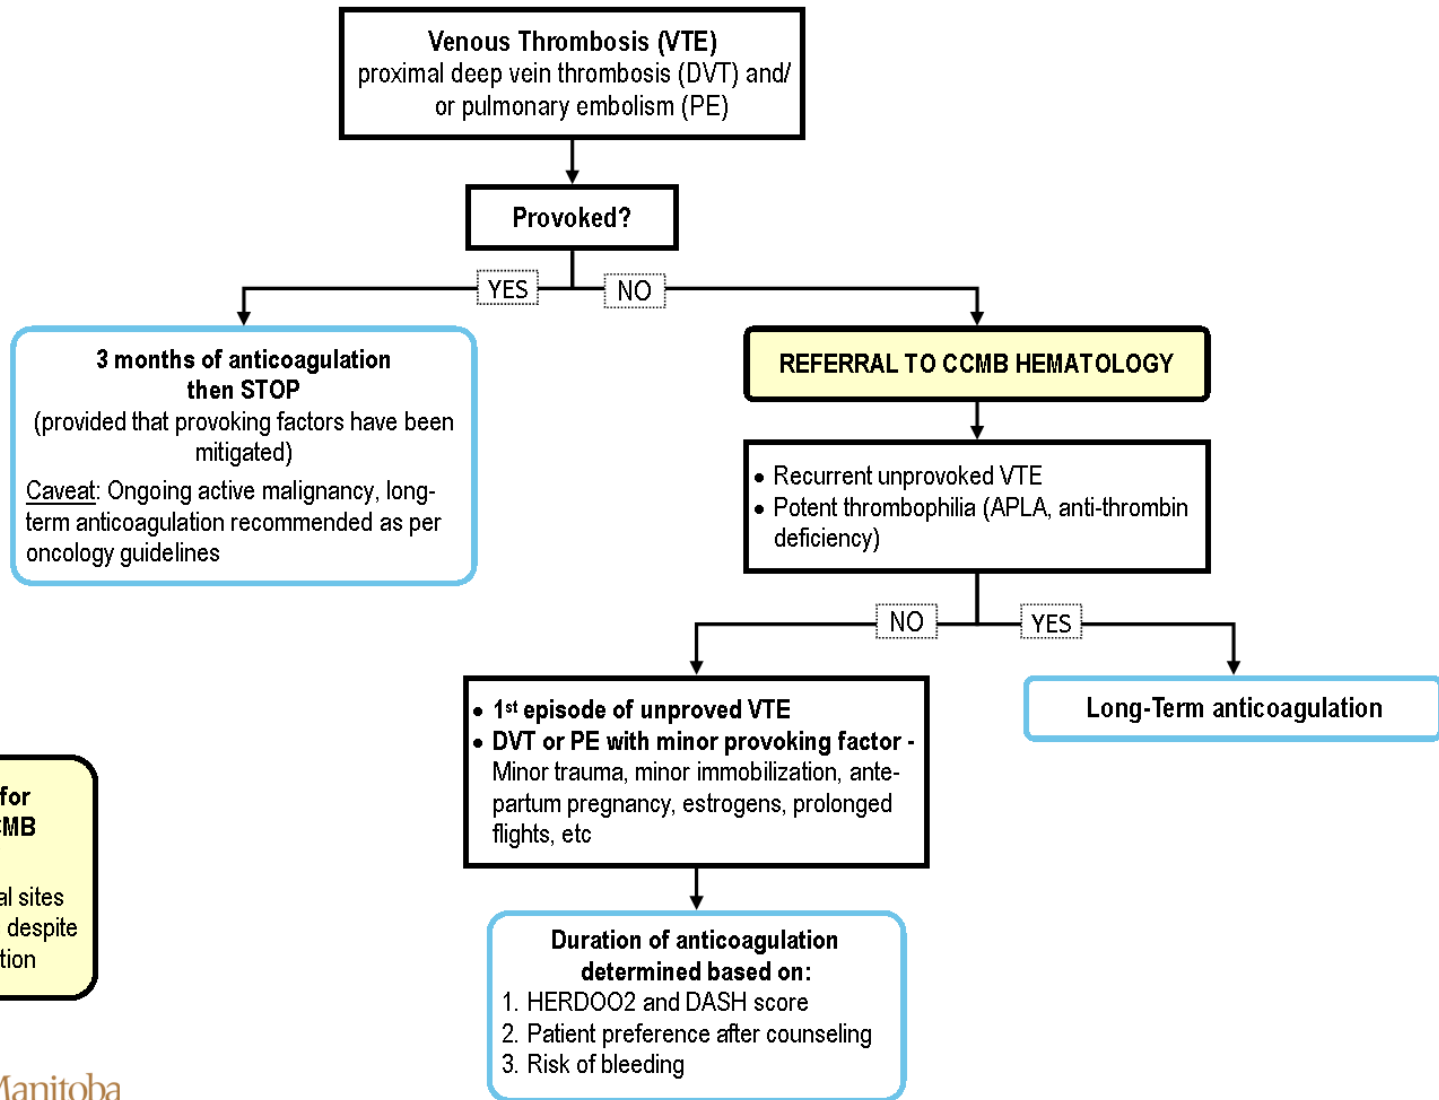 Venous Thrombosis (VTE)
proximal deep vein thrombosis (DVT) and/
or pulmonary embolism (PE)
Provoked?
YES
NO
3 months of anticoagulation
then STOP
(provided that provoking factors have been
mitigated)
Caveat: Ongoing active malignancy, long-
term anticoagulation recommended as per
oncology guidelines
REFERRAL TO CCMB HEMATOLOGY
• Recurrent unprovoked VTE
• Potent thrombophilia (APLA, anti-thrombin
deficiency)
NO
YES
• 1st episode of unproved VTE
• DVT or PE with minor provoking factor -
Minor trauma, minor immobilization, ante-
partum pregnancy, estrogens, prolonged
flights, etc
Long-Term anticoagulation
for
sites
despite
Duration of anticoagulation
determined based on:
1. HERDOO2 and DASH score
2. Patient preference after counseling
3. Risk of bleeding
Manitoba